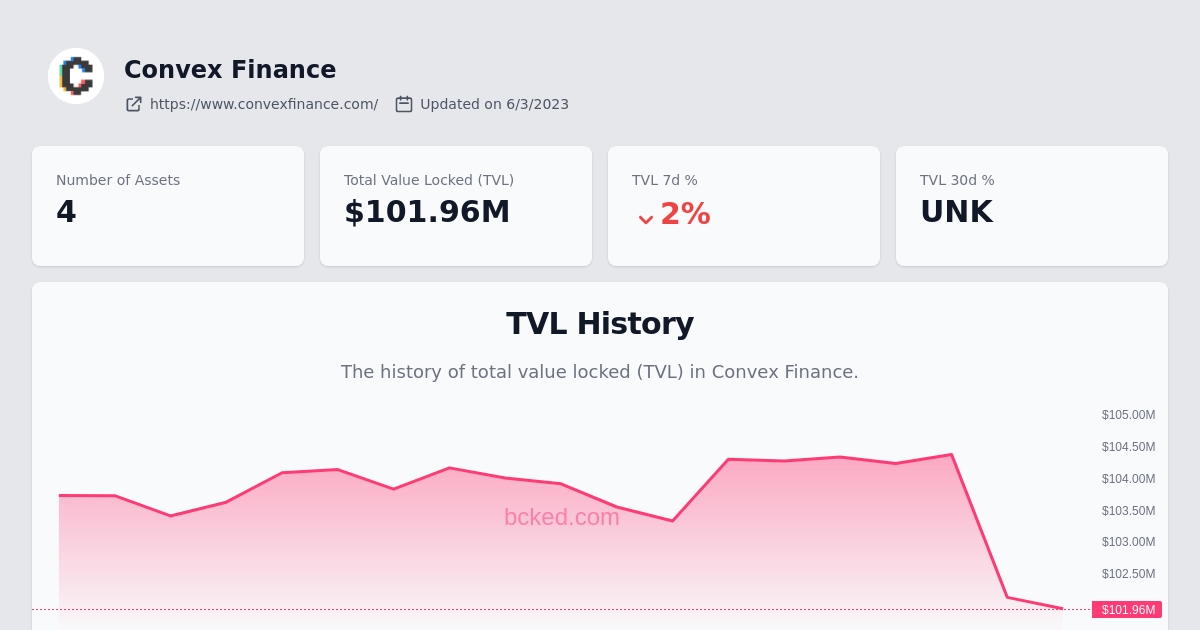 Convex Finance
https://www.convexfinance.com/ Updated on 6/3/2023
Number of Assets
4
Total Value Locked (TVL)
$101.96M
TVL 7d %
2%
TVL 30d %
UNK
TVL History
The history of total value locked (TVL) in Convex Finance.
$105.00M
$104.50M
$104.00M
$103.50M
$103.00M
$102.50M
$101.96M
bcked.com